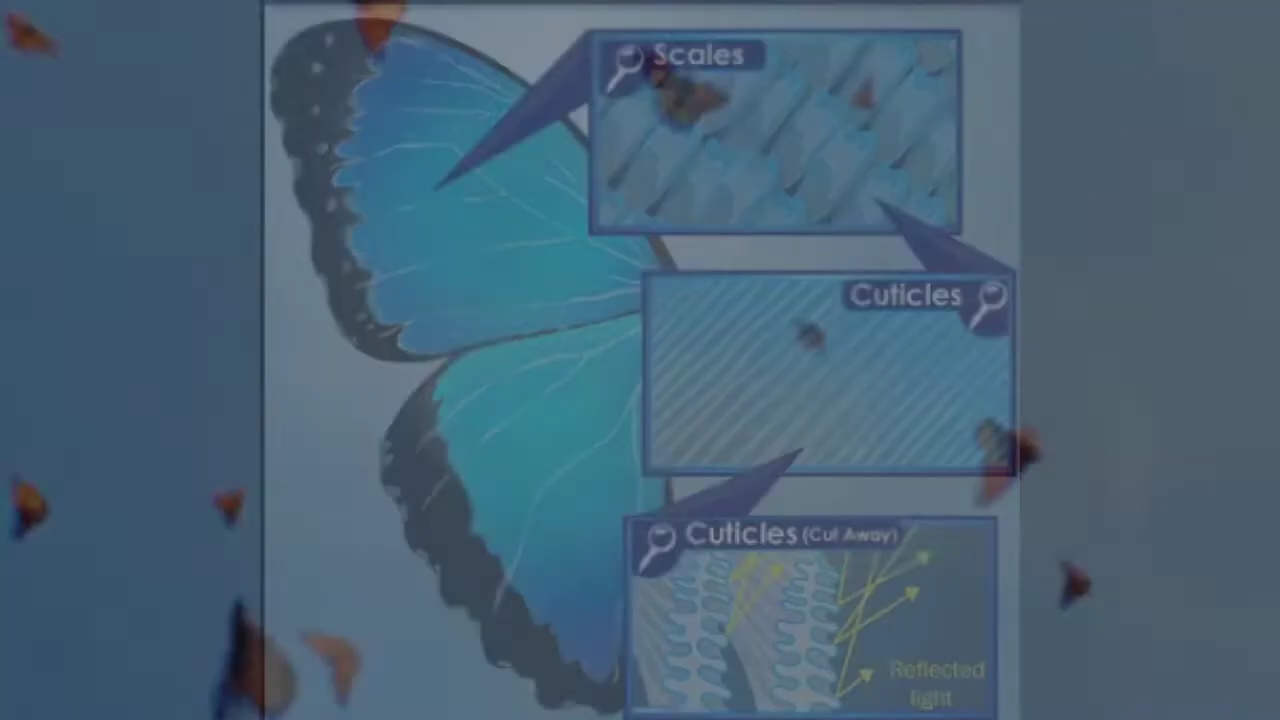 Scales
Cuticles
Cuticles (Cut Away)
Reflected
light